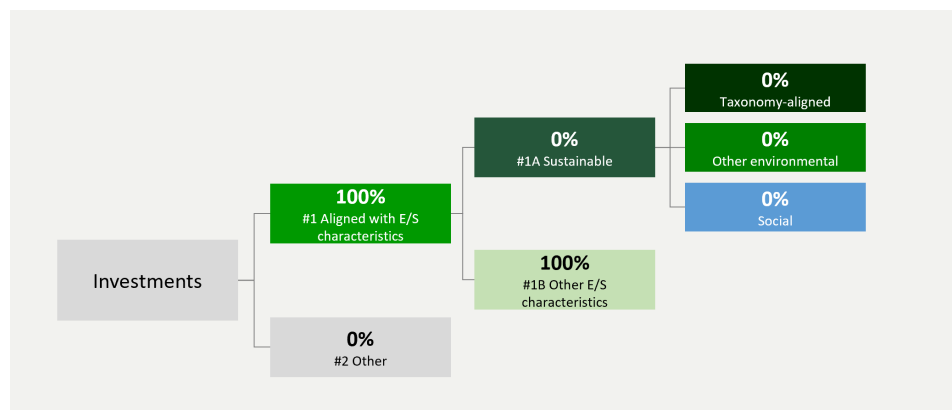 Investments
100%
#1 Aligned with E/S
characteristics
0%
#2 Other
0%
#1A Sustainable
100%
#1B Other E/S
characteristics
0%
Taxonomy-aligned
0%
Other environmental
0%
Social